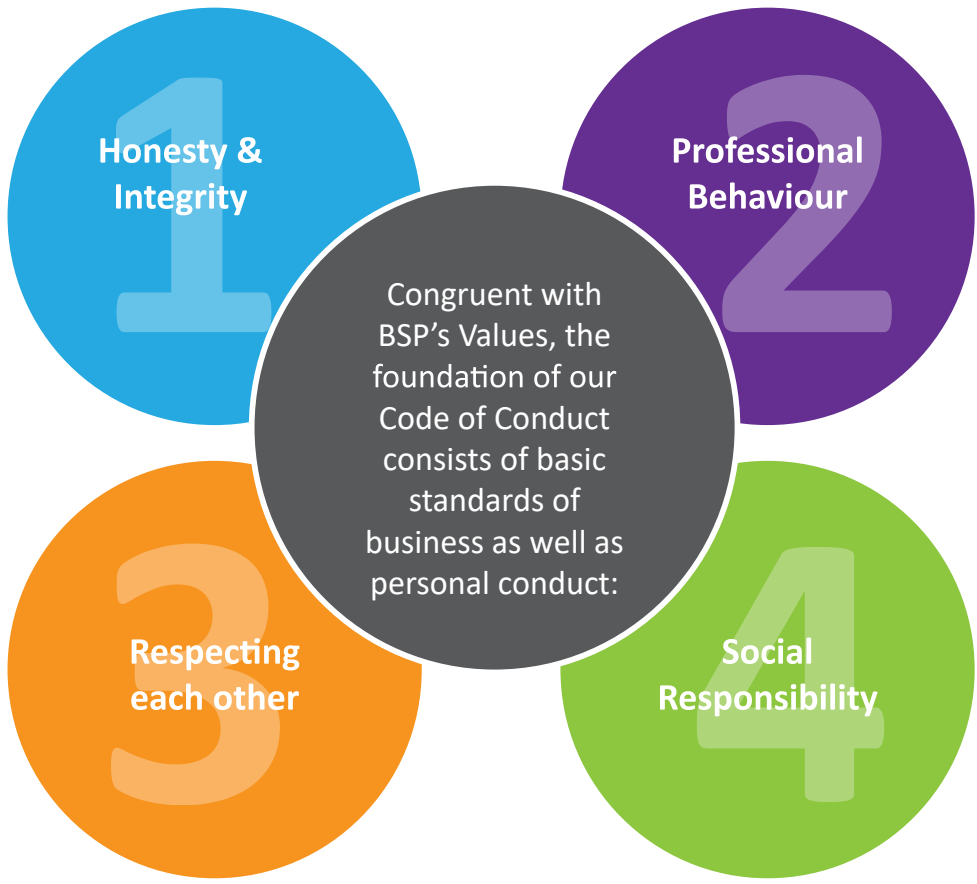 1
Honesty &
Integrity
2
Professional
Behaviour
Congruent with
BSP’s Values, the
foundation of our
Code of Conduct
consists of basic
standards of
business as well as
personal conduct:
3
Respecting
each other
4
Social
Responsibility